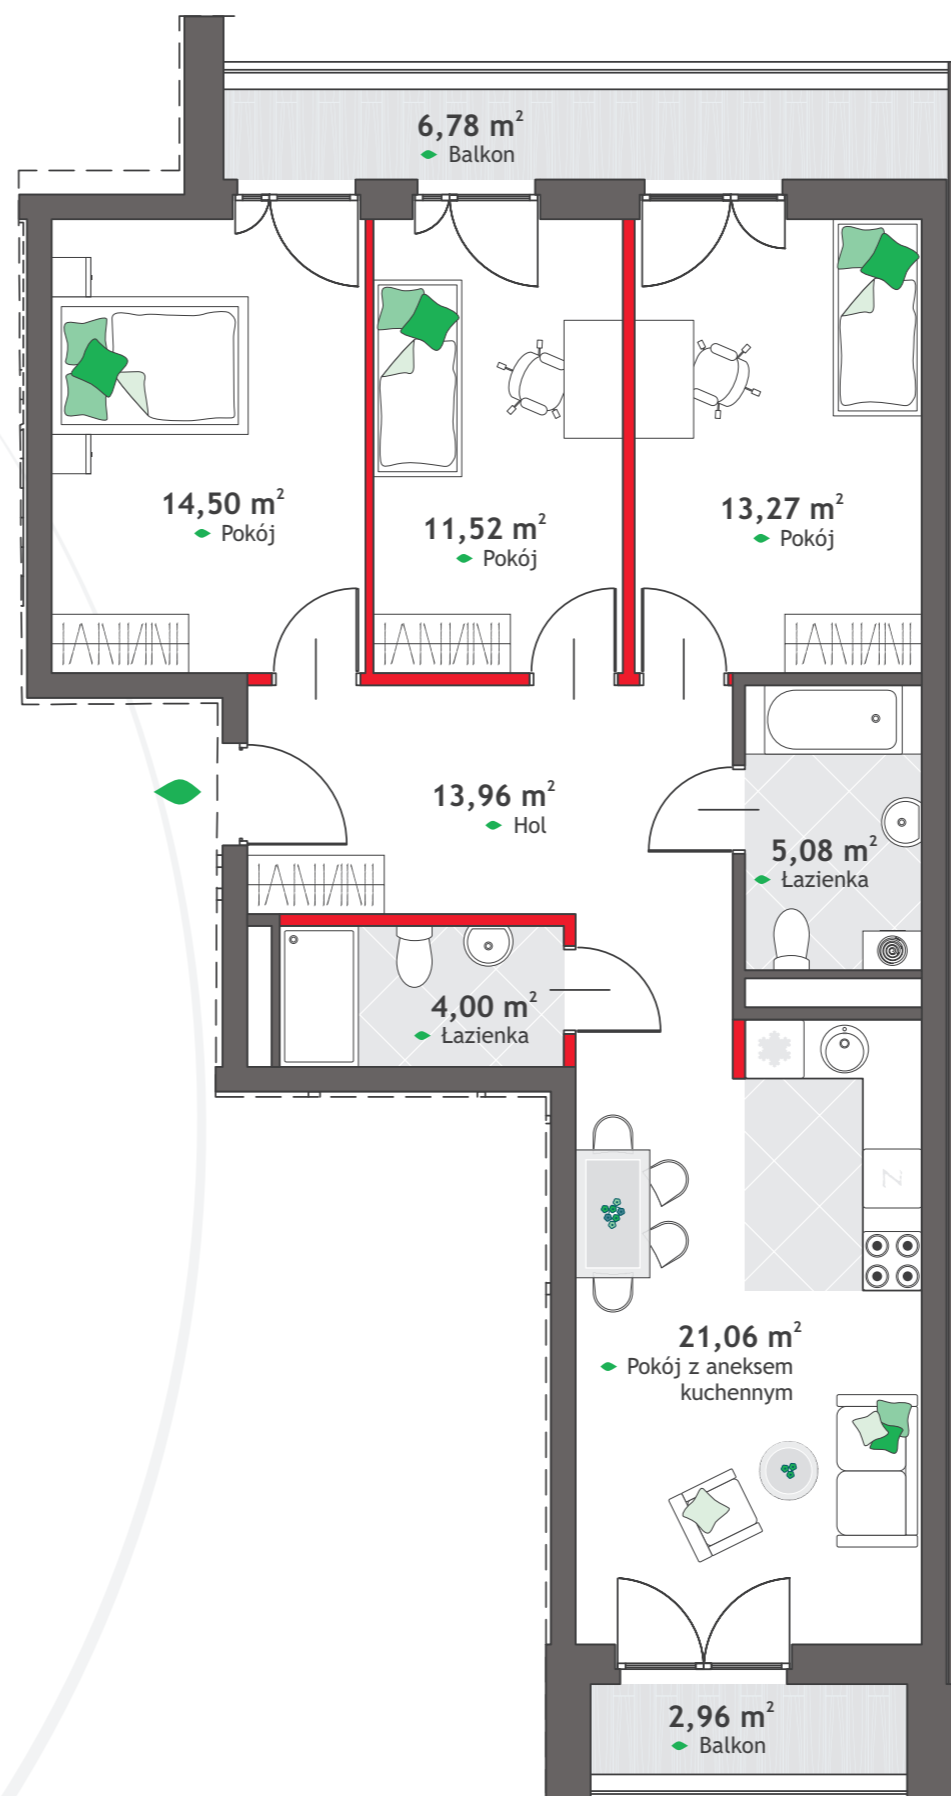 6,78 m²
Balkon
14,50 m²
Pokój
11,52 m²
Pokój
13,27 m²
Pokój
13,96 m²
Hol
5,08 m²
Łazienka
4,00 m²
Łazienka
Z
21,06 m²
Pokój z aneksem
kuchennym
2,96 m²
Balkon